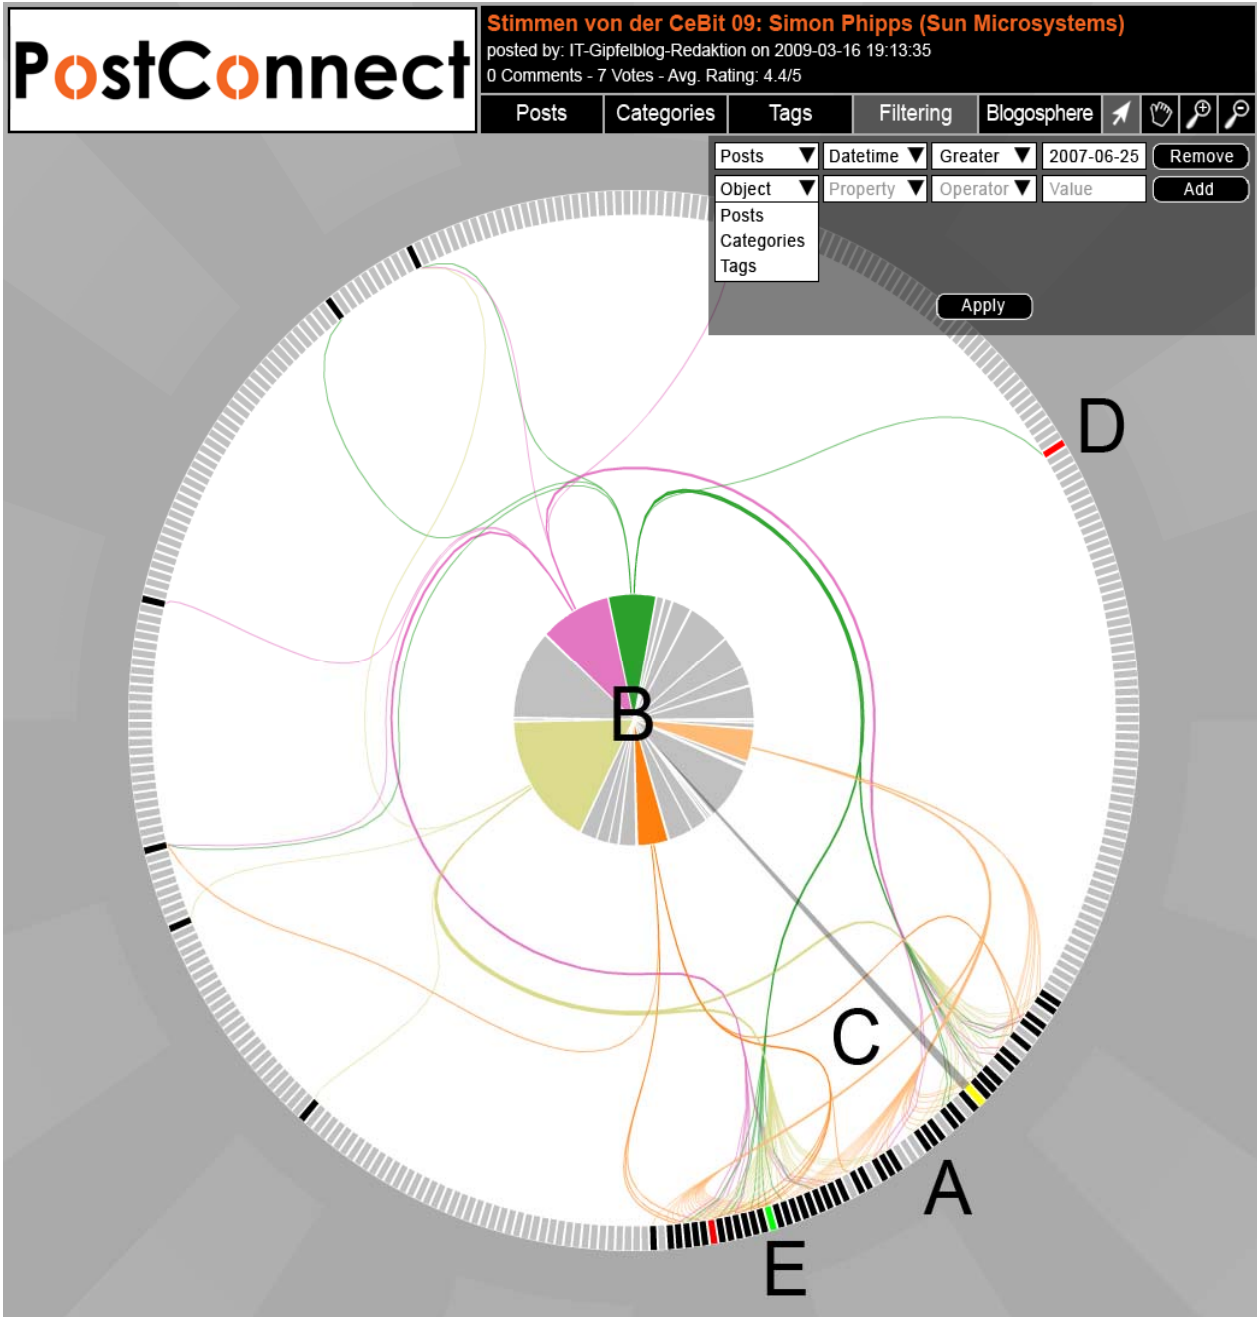 PostConnect
Stimmen von der CeBit 09: Simon Phipps (Sun Microsystems)
posted by: IT-Gipfelblog-Redaktion on 2009-03-16 19:13:35
0 Comments - 7 Votes - Avg. Rating: 4.4/5
Posts Categories Tags Filtering Blogosphere
Posts Datetime Greater 2007-06-25 Remove
Object Property Operator Value Add
Posts
Categories
Tags
Apply
D
B
C
A
E